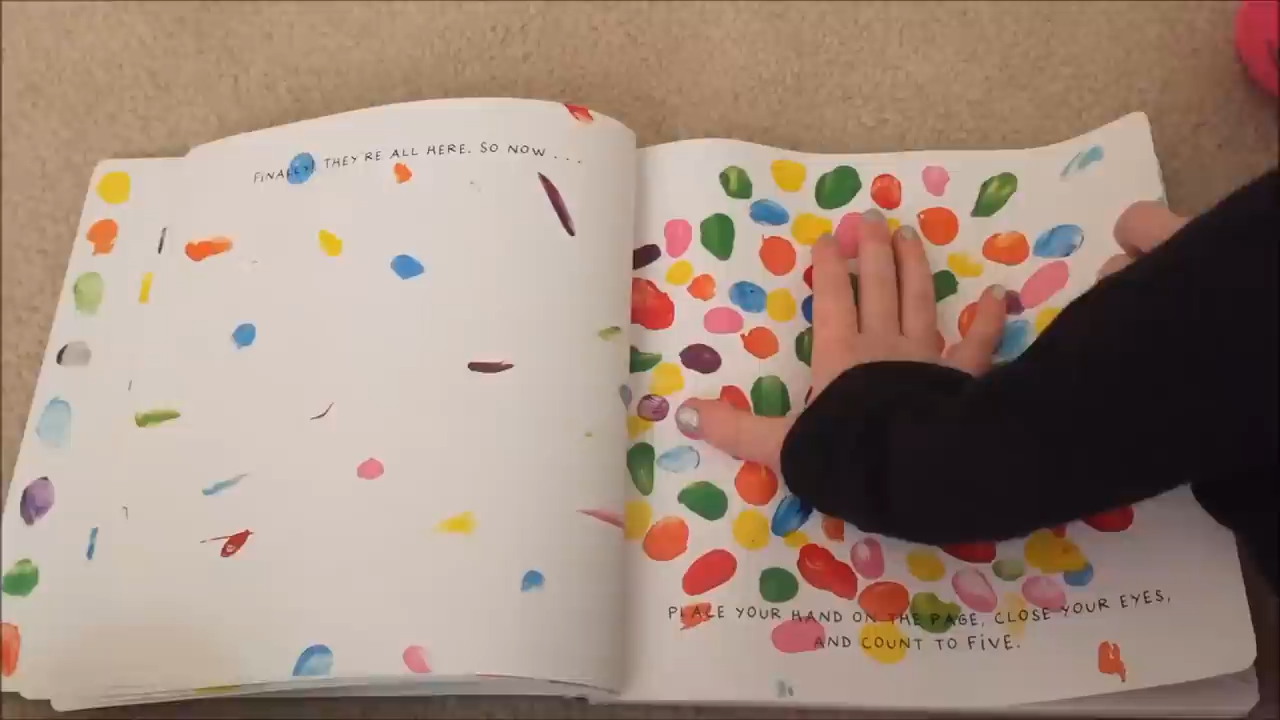 FINALLY! THEY'RE ALL HERE. SO NOW . . .
PLACE YOUR HAND ON THE PAGE, CLOSE YOUR EYES,
AND COUNT TO FIVE.